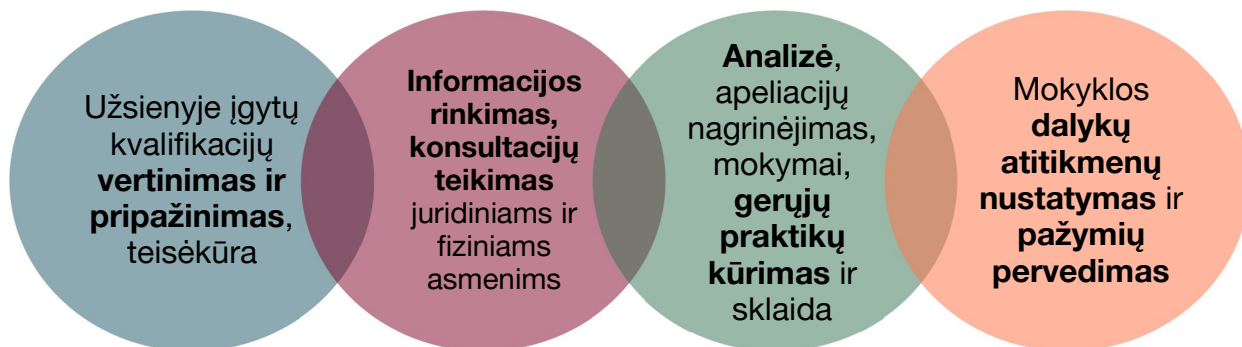 Užsienyje įgytų
kvalifikacijų
vertinimas ir
pripažinimas,
teisėkūra
Informacijos
rinkimas,
konsultacijų
teikimas
juridiniams ir
fiziniams
asmenims
Analizė,
apeliacijų
nagrinėjimas,
mokymai,
gerųjų
praktikų
kūrimas ir
sklaida
Mokyklos
dalykų
atitikmenų
nustatymas ir
pažymių
pervedimas